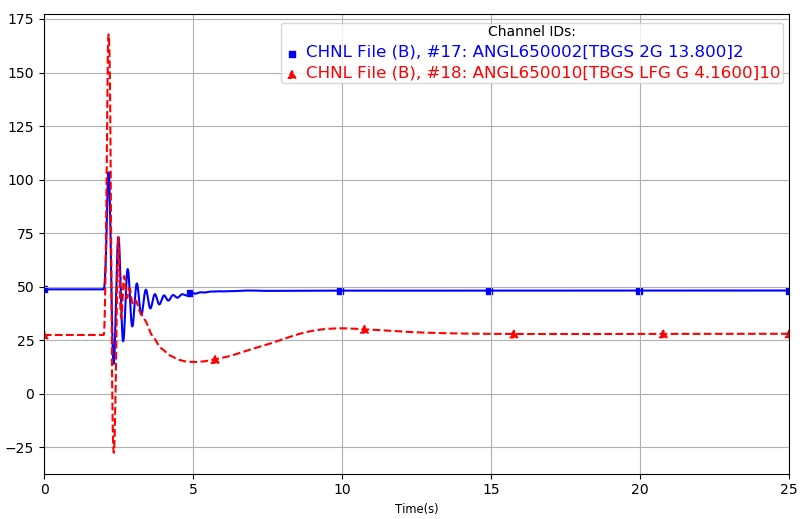 Channel IDs:
CHNL File (B), #17: ANGL650002[TBGS 2G 13.800]2
CHNL File (B), #18: ANGL650010[TBGS LFG G 4.1600]10
175
150
125
100
75
50
25
0
−25
0 5 10 15 20 25
Time(s)